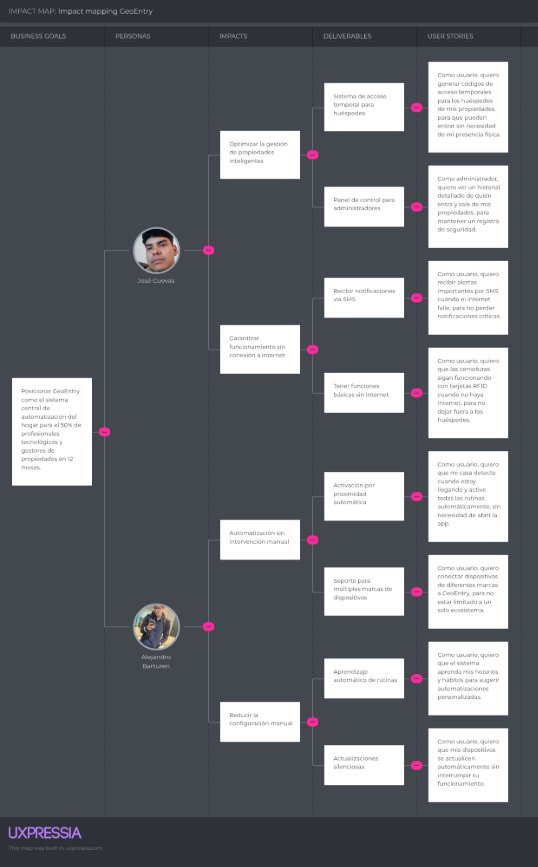 IMPACT MAP: Impact mapping GeoEntry
BUSINESS GOALS
PERSONAS
IMPACTS
DELIVERABLES
USER STORIES
Posicionar GeoEntry
como el sistema
central de
automatización del
hogar para el 50% de
profesionales
tecnológicos y
gestores de
propiedades en 12
meses.
José Cuevas
Optimizar la gestión
de propiedades
inteligentes
Sistema de acceso
temporal para
huéspedes
Como usuario, quiero
generar códigos de
acceso temporales
para los huéspedes
de mis propiedades,
para que puedan
entrar sin necesidad
de mi presencia física.
Panel de control para
administradores
Como administrador,
quiero ver un historial
detallado de quién
entra y sale de mis
propiedades, para
mantener un registro
de seguridad.
Garantizar
funcionamiento sin
conexión a internet
Recibir notificaciones
vía SMS
Como usuario, quiero
recibir alertas
importantes por SMS
cuando el internet
falle, para no perder
notificaciones críticas.
Tener funciones
básicas sin internet
Como usuario, quiero
que las cerraduras
sigan funcionando
con tarjetas RFID
cuando no haya
internet, para no
dejar fuera a los
huéspedes.
Alejandro
Barturen
Automatización sin
intervención manual
Activación por
proximidad
automática
Como usuario, quiero
que mi casa detecte
cuando estoy
llegando y active
todas las rutinas
automáticamente, sin
necesidad de abrir la
app.
Soporte para
múltiples marcas de
dispositivos
Como usuario, quiero
conectar dispositivos
de diferentes marcas
a GeoEntry, para no
estar limitado a un
solo ecosistema.
Reducir la
configuración manual
Aprendizaje
automático de rutinas
Como usuario, quiero
que el sistema
aprenda mis horarios
y hábitos para sugerir
automatizaciones
personalizadas.
Actualizaciones
silenciosas
Como usuario, quiero
que mis dispositivos
se actualicen
automáticamente sin
interrumpir su
funcionamiento.
UXPRESSIA
This map was built in uxpressia.com